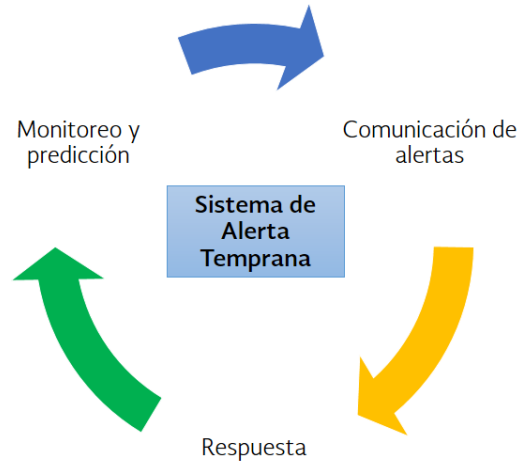 Monitoreo y
predicción
Comunicación de
alertas
Sistema de
Alerta
Temprana
Respuesta